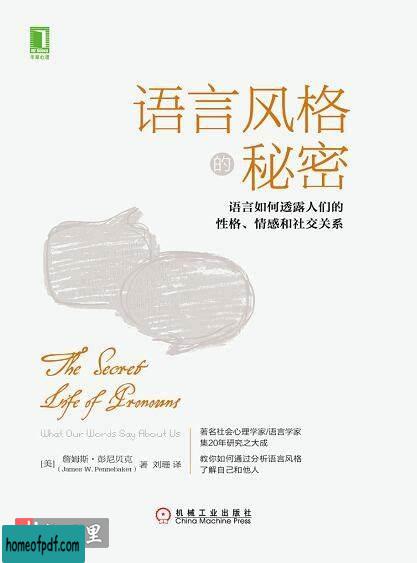 华章心理
语言风格
的
秘密
语言如何透露人们的
性格、情感和社交关系
The Secret
Life of Pronouns
What Our Words Say About Us
[美] 詹姆斯·彭尼贝克 著 刘珊 译
(James W. Pennebaker)
著名社会心理学家/语言学家
集20年研究之大成
教你如何通过分析语言风格
了解自己和他人
机械工业出版社
China Machine Press
里
homeofpdf.com